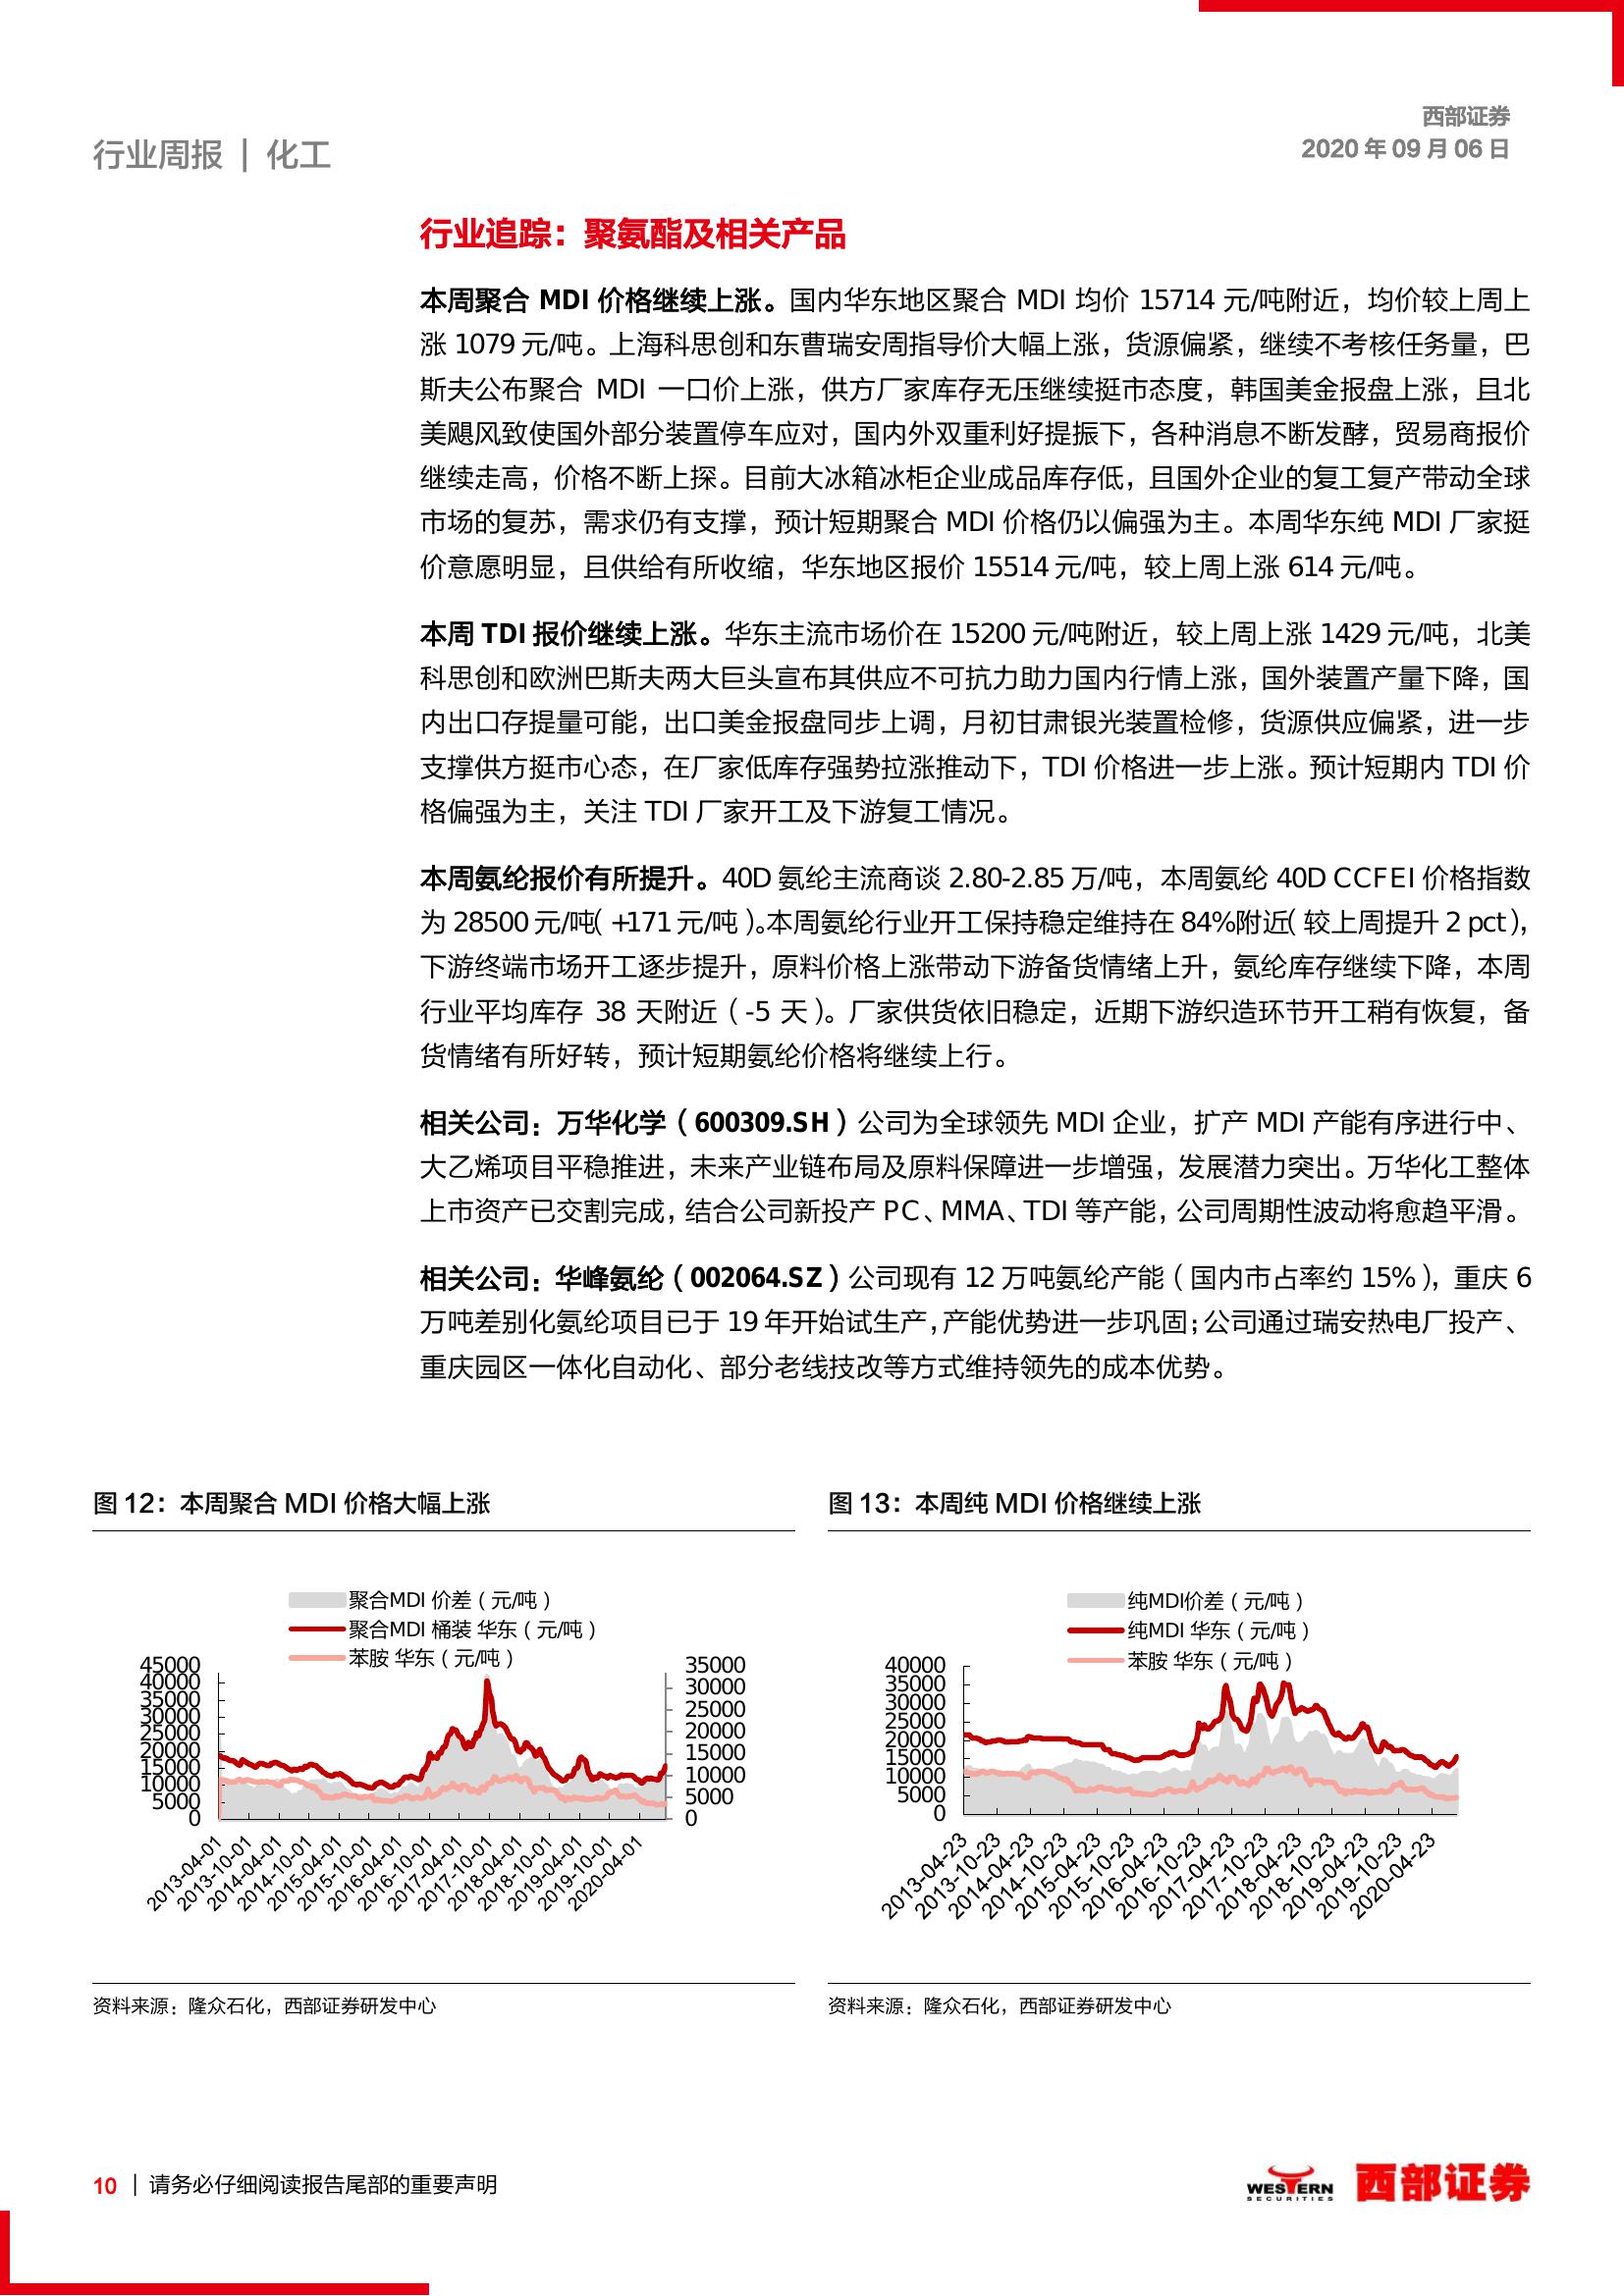 西部证券
2020 年 09 月 06 日
行业周报 | 化工
行业追踪：聚氨酯及相关产品
本周聚合 MDI 价格继续上涨。国内华东地区聚合 MDI 均价 15714 元/吨附近，均价较上周上
涨 1079 元/吨。上海科思创和东曹瑞安周指导价大幅上涨，货源偏紧，继续不考核任务量，巴
斯夫公布聚合 MDI 一口价上涨，供方厂家库存无压继续挺市态度，韩国美金报盘上涨，且北
美飓风致使国外部分装置停车应对，国内外双重利好提振下，各种消息不断发酵，贸易商报价
继续走高，价格不断上探。目前大冰箱冰柜企业成品库存低，且国外企业的复工复产带动全球
市场的复苏，需求仍有支撑，预计短期聚合 MDI 价格仍以偏强为主。本周华东纯 MDI 厂家挺
价意愿明显，且供给有所收缩，华东地区报价 15514 元/吨，较上周上涨 614 元/吨。
本周 TDI 报价继续上涨。华东主流市场价在 15200 元/吨附近，较上周上涨 1429 元/吨，北美
科思创和欧洲巴斯夫两大巨头宣布其供应不可抗力助力国内行情上涨，国外装置产量下降，国
内出口存提量可能，出口美金报盘同步上调，月初甘肃银光装置检修，货源供应偏紧，进一步
支撑供方挺市心态，在厂家低库存强势拉涨推动下，TDI 价格进一步上涨。预计短期内 TDI 价
格偏强为主，关注 TDI 厂家开工及下游复工情况。
本周氨纶报价有所提升。40D 氨纶主流商谈 2.80-2.85 万/吨，本周氨纶 40D CCFEI 价格指数
为 28500 元/吨（+171 元/吨）。本周氨纶行业开工保持稳定维持在 84%附近（较上周提升 2 pct），
下游终端市场开工逐步提升，原料价格上涨带动下游备货情绪上升，氨纶库存继续下降，本周
行业平均库存 38 天附近（-5 天）。厂家供货依旧稳定，近期下游织造环节开工稍有恢复，备
货情绪有所好转，预计短期氨纶价格将继续上行。
相关公司：万华化学（600309.SH）公司为全球领先 MDI 企业，扩产 MDI 产能有序进行中、
大乙烯项目平稳推进，未来产业链布局及原料保障进一步增强，发展潜力突出。万华化工整体
上市资产已交割完成，结合公司新投产 PC、MMA、TDI 等产能，公司周期性波动将愈趋平滑。
相关公司：华峰氨纶（002064.SZ）公司现有 12 万吨氨纶产能（国内市占率约 15%），重庆 6
万吨差别化氨纶项目已于 19 年开始试生产，产能优势进一步巩固；公司通过瑞安热电厂投产、
重庆园区一体化自动化、部分老线技改等方式维持领先的成本优势。
图 12：本周聚合 MDI 价格大幅上涨
聚合MDI 价差（元/吨）
聚合MDI 桶装 华东（元/吨）
苯胺 华东（元/吨）
45000
40000
35000
30000
25000
20000
15000
10000
5000
0
35000
30000
25000
20000
15000
10000
5000
0
2013-04-01
2013-10-01
2014-04-01
2014-10-01
2015-04-01
2015-10-01
2016-04-01
2016-10-01
2017-04-01
2017-10-01
2018-04-01
2018-10-01
2019-04-01
2019-10-01
2020-04-01
资料来源：隆众石化，西部证券研发中心
图 13：本周纯 MDI 价格继续上涨
纯MDI价差（元/吨）
纯MDI 华东（元/吨）
苯胺 华东（元/吨）
40000
35000
30000
25000
20000
15000
10000
5000
0
2013-04-23
2013-10-23
2014-04-23
2014-10-23
2015-04-23
2015-10-23
2016-04-23
2016-10-23
2017-04-23
2017-10-23
2018-04-23
2018-10-23
2019-04-23
2019-10-23
2020-04-23
资料来源：隆众石化，西部证券研发中心
10 | 请务必仔细阅读报告尾部的重要声明
WESTERN
SECURITIES
西部证券